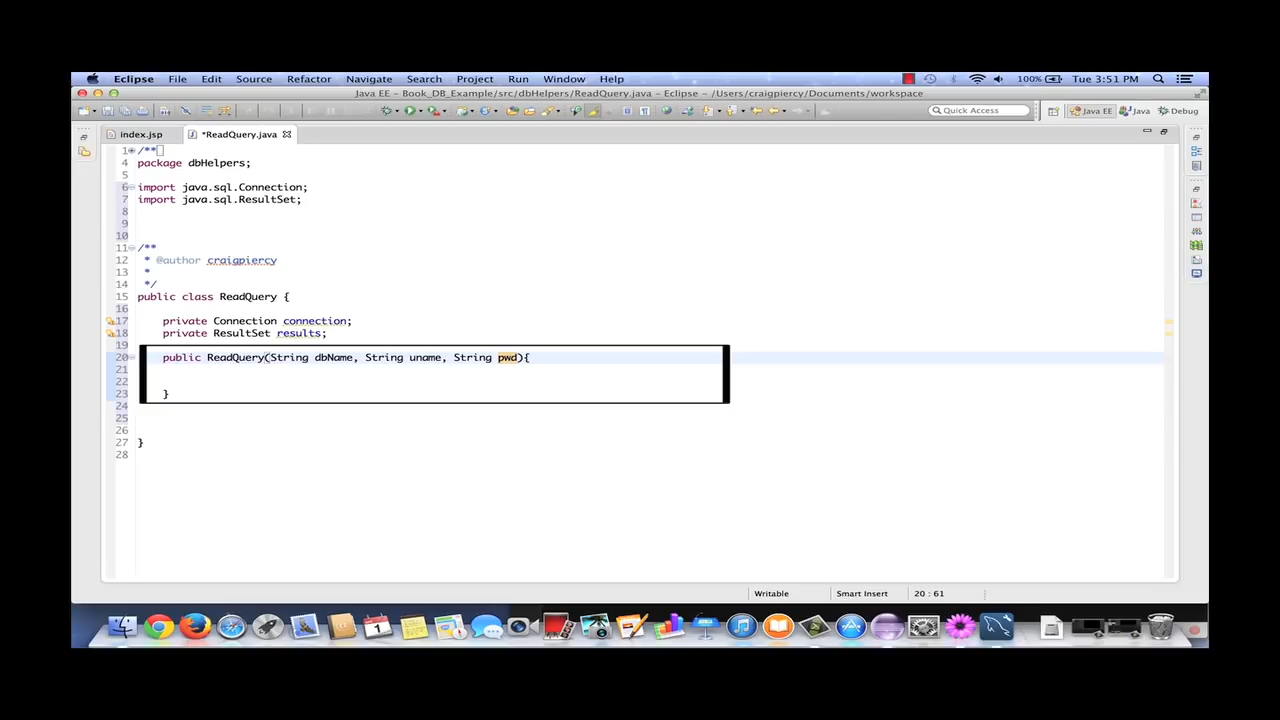 Eclipse File Edit Source Refactor Navigate Search Project Run Window Help 100% Tue 3:51 PM
Java EE - Book_DB_Example/src/dbHelpers/ReadQuery.java - Eclipse - /Users/craigpiercy/Documents/workspace
Quick Access Java EE Java Debug
index.jsp *ReadQuery.java
1 /**
4 package dbHelpers;
5
6 import java.sql.Connection;
7 import java.sql.ResultSet;
8
9
10
11 /**
12 * @author craigpiercy
13 *
14 */
15 public class ReadQuery {
16
17 private Connection connection;
18 private ResultSet results;
19
20 public ReadQuery(String dbName, String uname, String pwd){
21
22
23 }
24
25
26
27 }
28
Writable Smart Insert 20 : 61